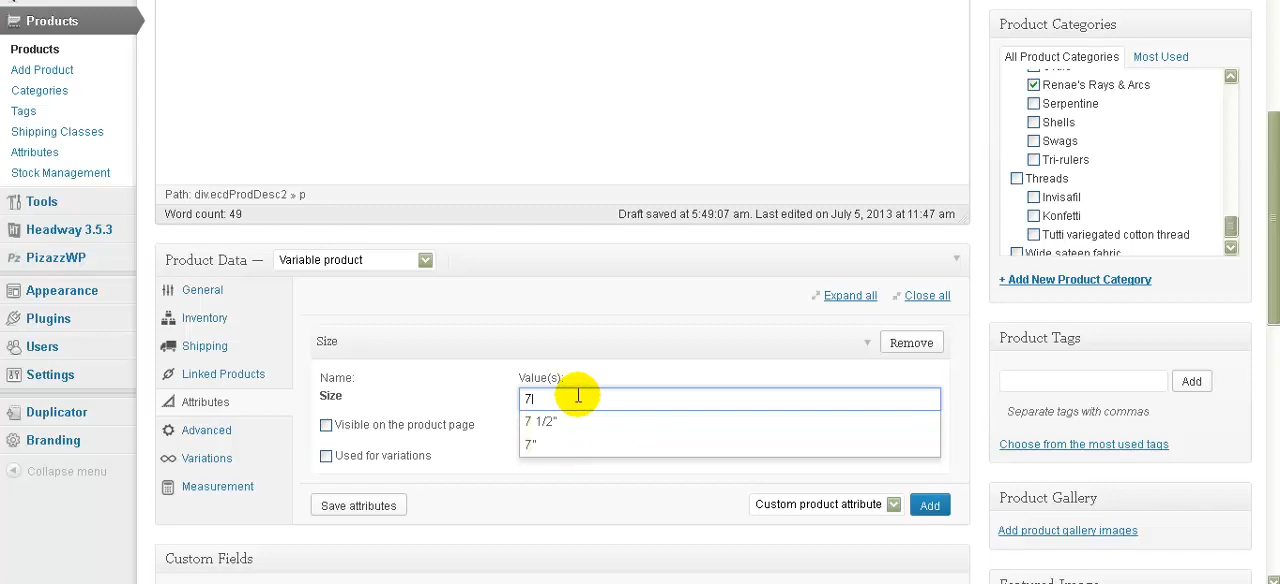 Products
Products
Add Product
Categories
Tags
Shipping Classes
Attributes
Stock Management
Tools
Headway 3.5.3
PizazzWP
Appearance
Plugins
Users
Settings
Duplicator
Branding
Collapse menu
Path: div.ecdProdDesc2 » p
Word count: 49
Draft saved at 5:49:07 am. Last edited on July 5, 2013 at 11:47 am
Product Data — Variable product
General
Inventory
Shipping
Linked Products
Attributes
Advanced
Variations
Measurement
Expand all
Close all
Size
Remove
Name:
Size
Value(s):
7
7 1/2"
7"
Visible on the product page
Used for variations
Save attributes
Custom product attribute
Add
Custom Fields
Product Categories
All Product Categories
Most Used
Renae's Rays & Arcs
Serpentine
Shells
Swags
Tri-rulers
Threads
Invisafil
Konfetti
Tutti variegated cotton thread
Wide sateen fabric
+ Add New Product Category
Product Tags
Add
Separate tags with commas
Choose from the most used tags
Product Gallery
Add product gallery images
Featured Image